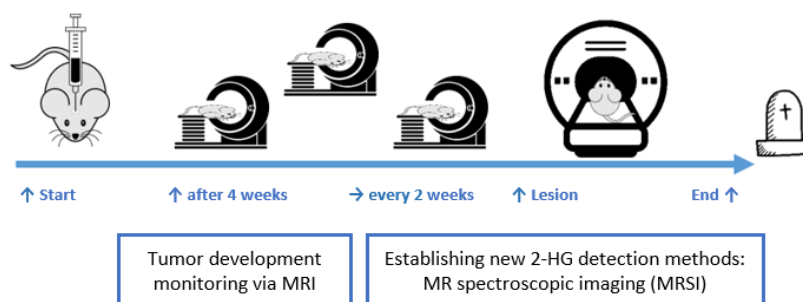 ↑ Start
↑ after 4 weeks
→ every 2 weeks
↑ Lesion
End ↑
Tumor development
monitoring via MRI
Establishing new 2-HG detection methods:
MR spectroscopic imaging (MRSI)